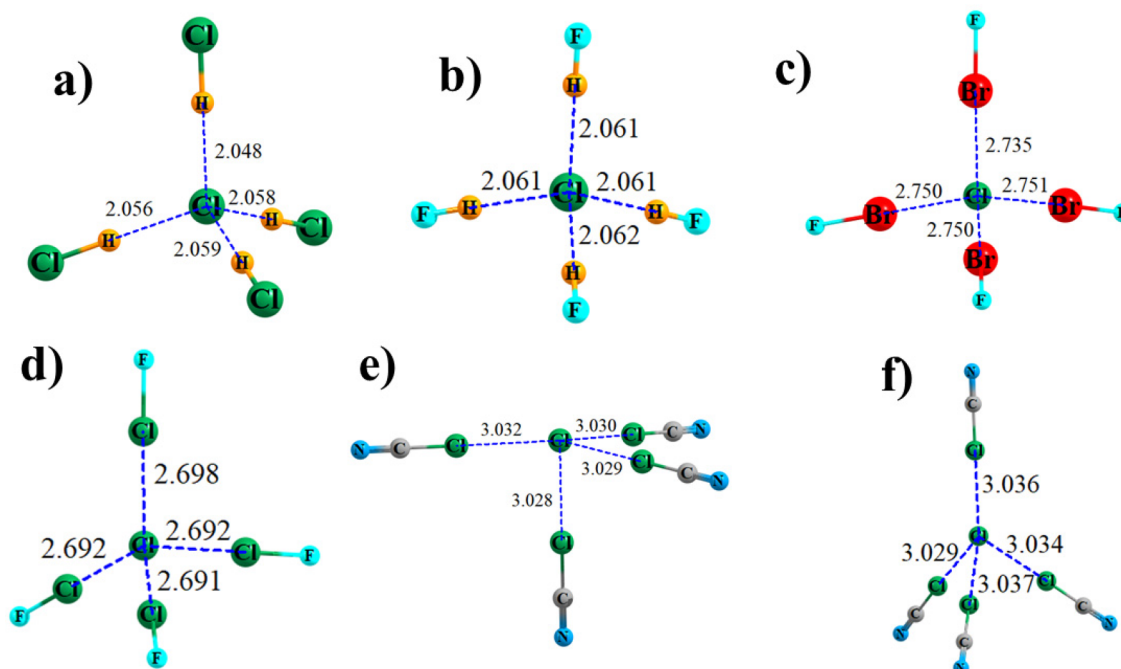 a)
Cl
H
2.048
Cl
2.058
2.056
H
Cl
H
Cl
2.059
H
Cl
b)
F
H
2.061
2.061
Cl
2.061
F
H
H
F
2.062
H
F
c)
F
Br
2.735
2.750
Cl
2.751
F
Br
Br
F
2.750
Br
F
d)
F
Cl
2.698
2.692
Cl
2.692
Cl
F
Cl
F
2.691
Cl
F
e)
3.032
Cl
3.030
Cl
C
N
N
C
Cl
3.029
Cl
C
N
3.028
Cl
C
N
f)
N
C
Cl
3.036
Cl
3.029
3.034
Cl
3.037
Cl
C
N
C
N
Cl
C
N